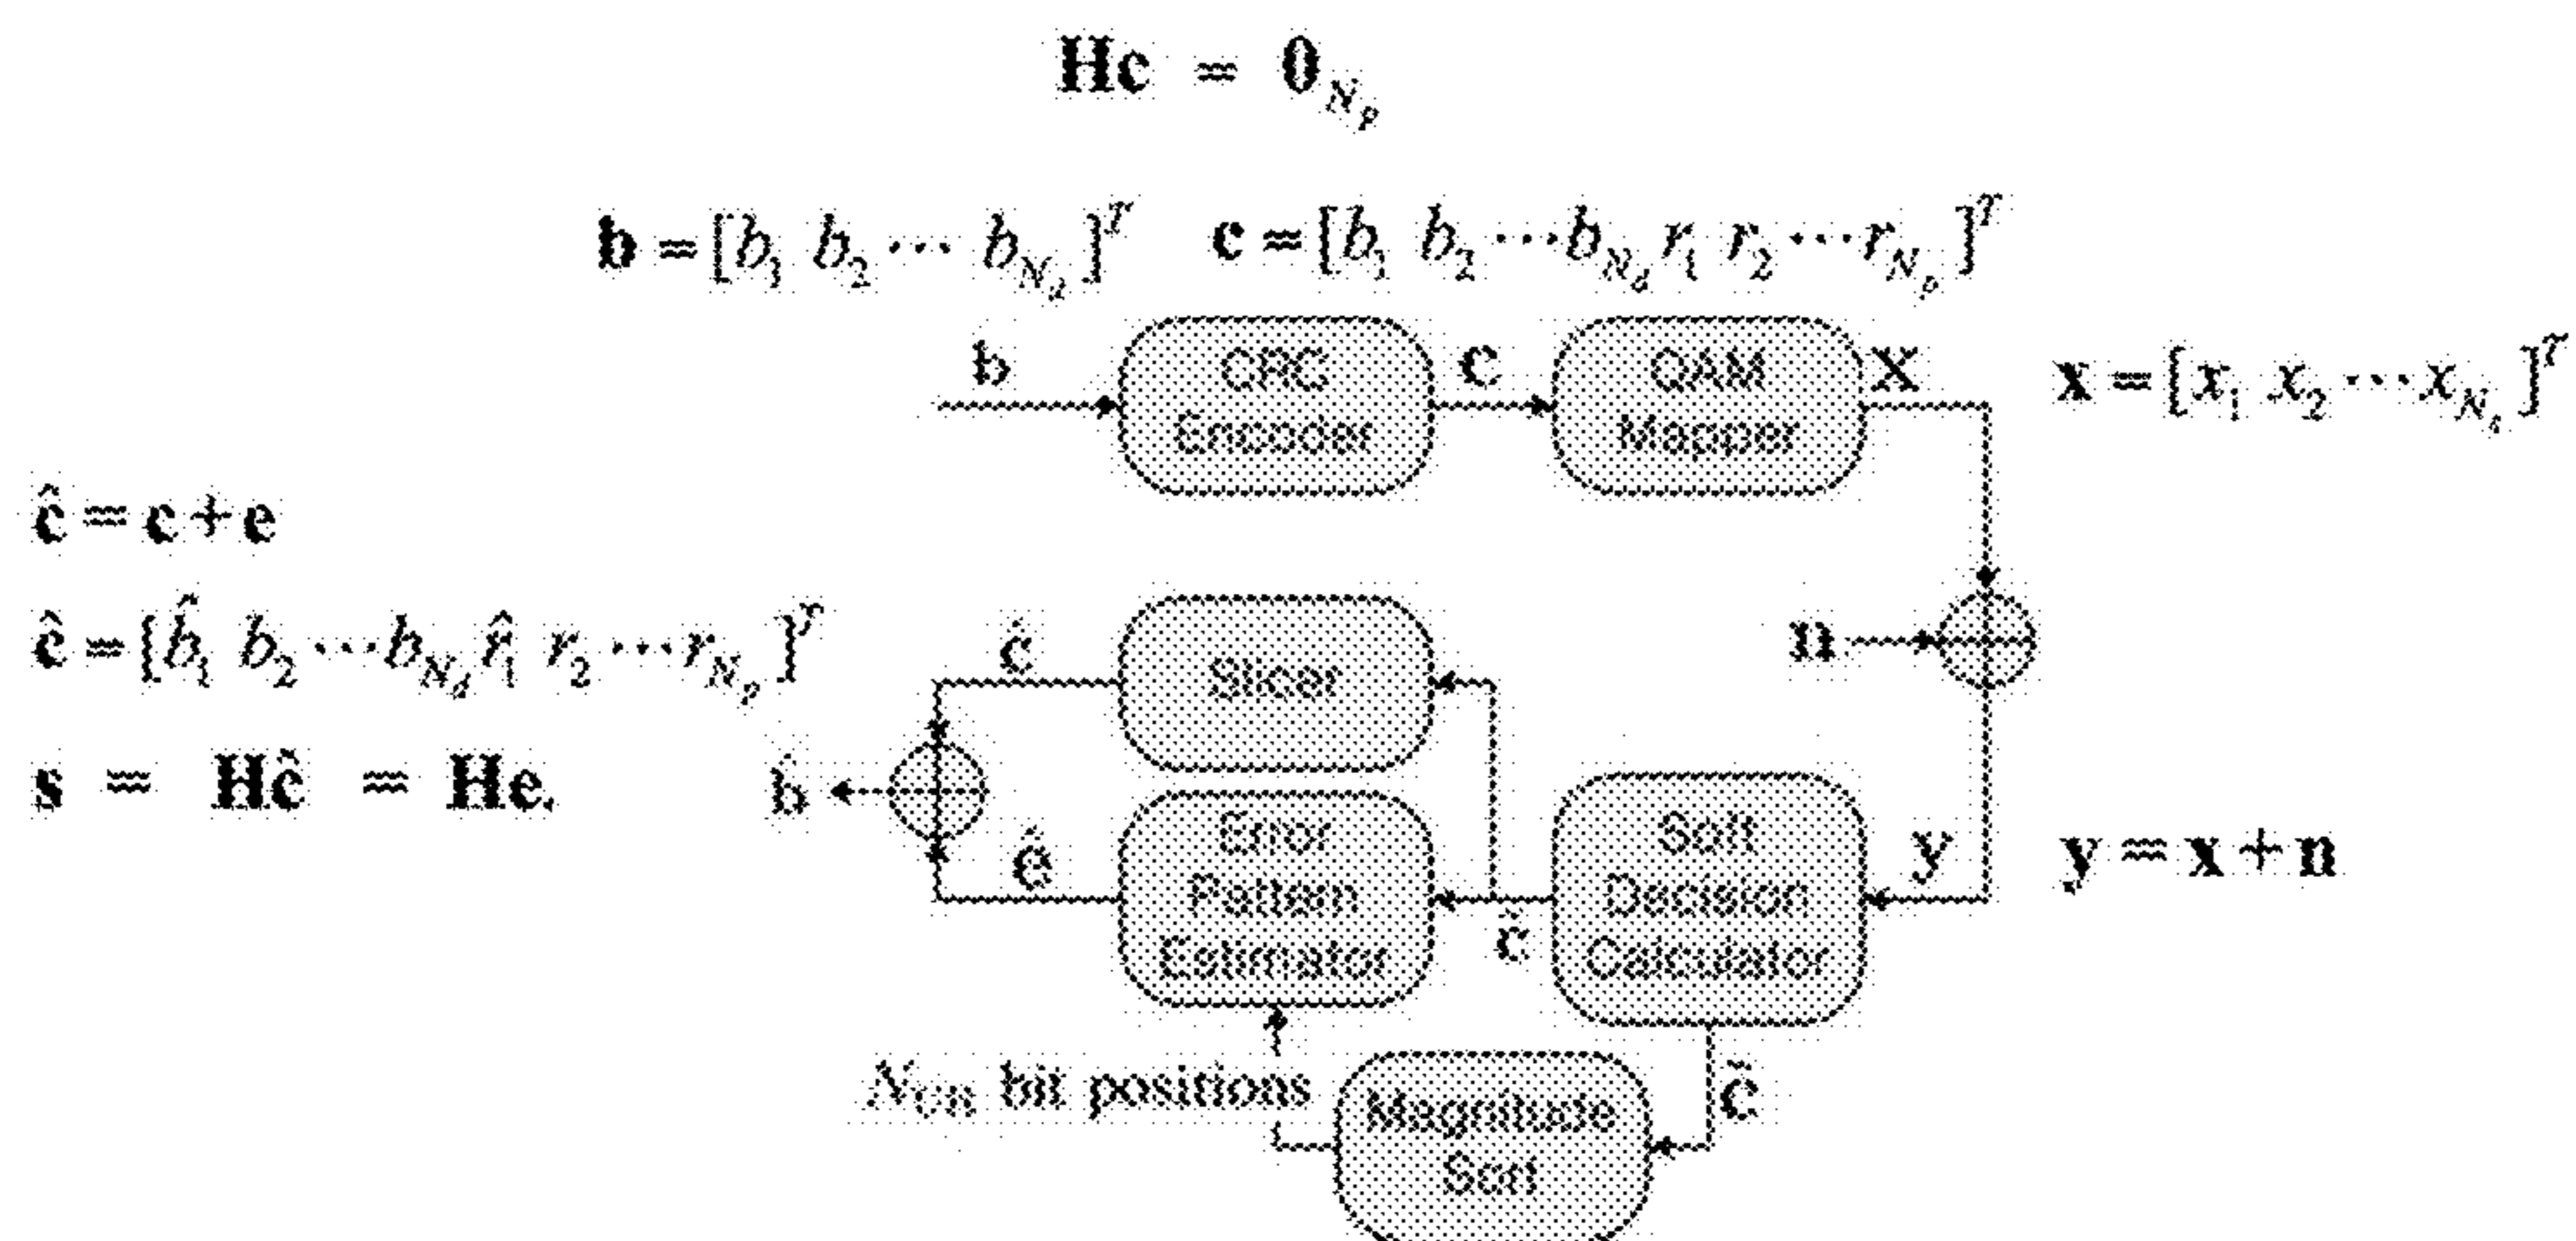 Hc = 0_{N_p}
b = [b_1 b_2 ⋯ b_{N_d}]^T c = [b_1 b_2 ⋯ b_{N_d} r_1 r_2 ⋯ r_{N_p}]^T
b
CRC
Encoder
c
QAM
Mapper
x
x = [x_1 x_2 ⋯ x_{N_s}]^T
ĉ = c + e
ĉ = [b̂_1 b_2 ⋯ b_{N_d} r̂_1 r_2 ⋯ r_{N_p}]^T
s = Hĉ = He.
n
ĉ
Slicer
b̂
ê
Error
Pattern
Estimator
c̃
Soft
Decision
Calculator
y
y = x + n
N_{UB} bit positions
Magnitude
Sort
c̃